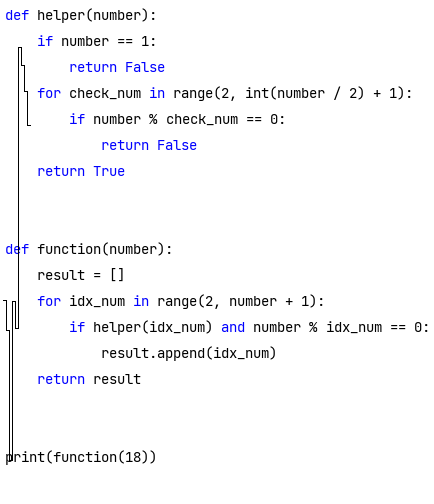 def helper(number):
    if number == 1:
        return False
    for check_num in range(2, int(number / 2) + 1):
        if number % check_num == 0:
            return False
    return True
def function(number):
    result = []
    for idx_num in range(2, number + 1):
        if helper(idx_num) and number % idx_num == 0:
            result.append(idx_num)
    return result
print(function(18))